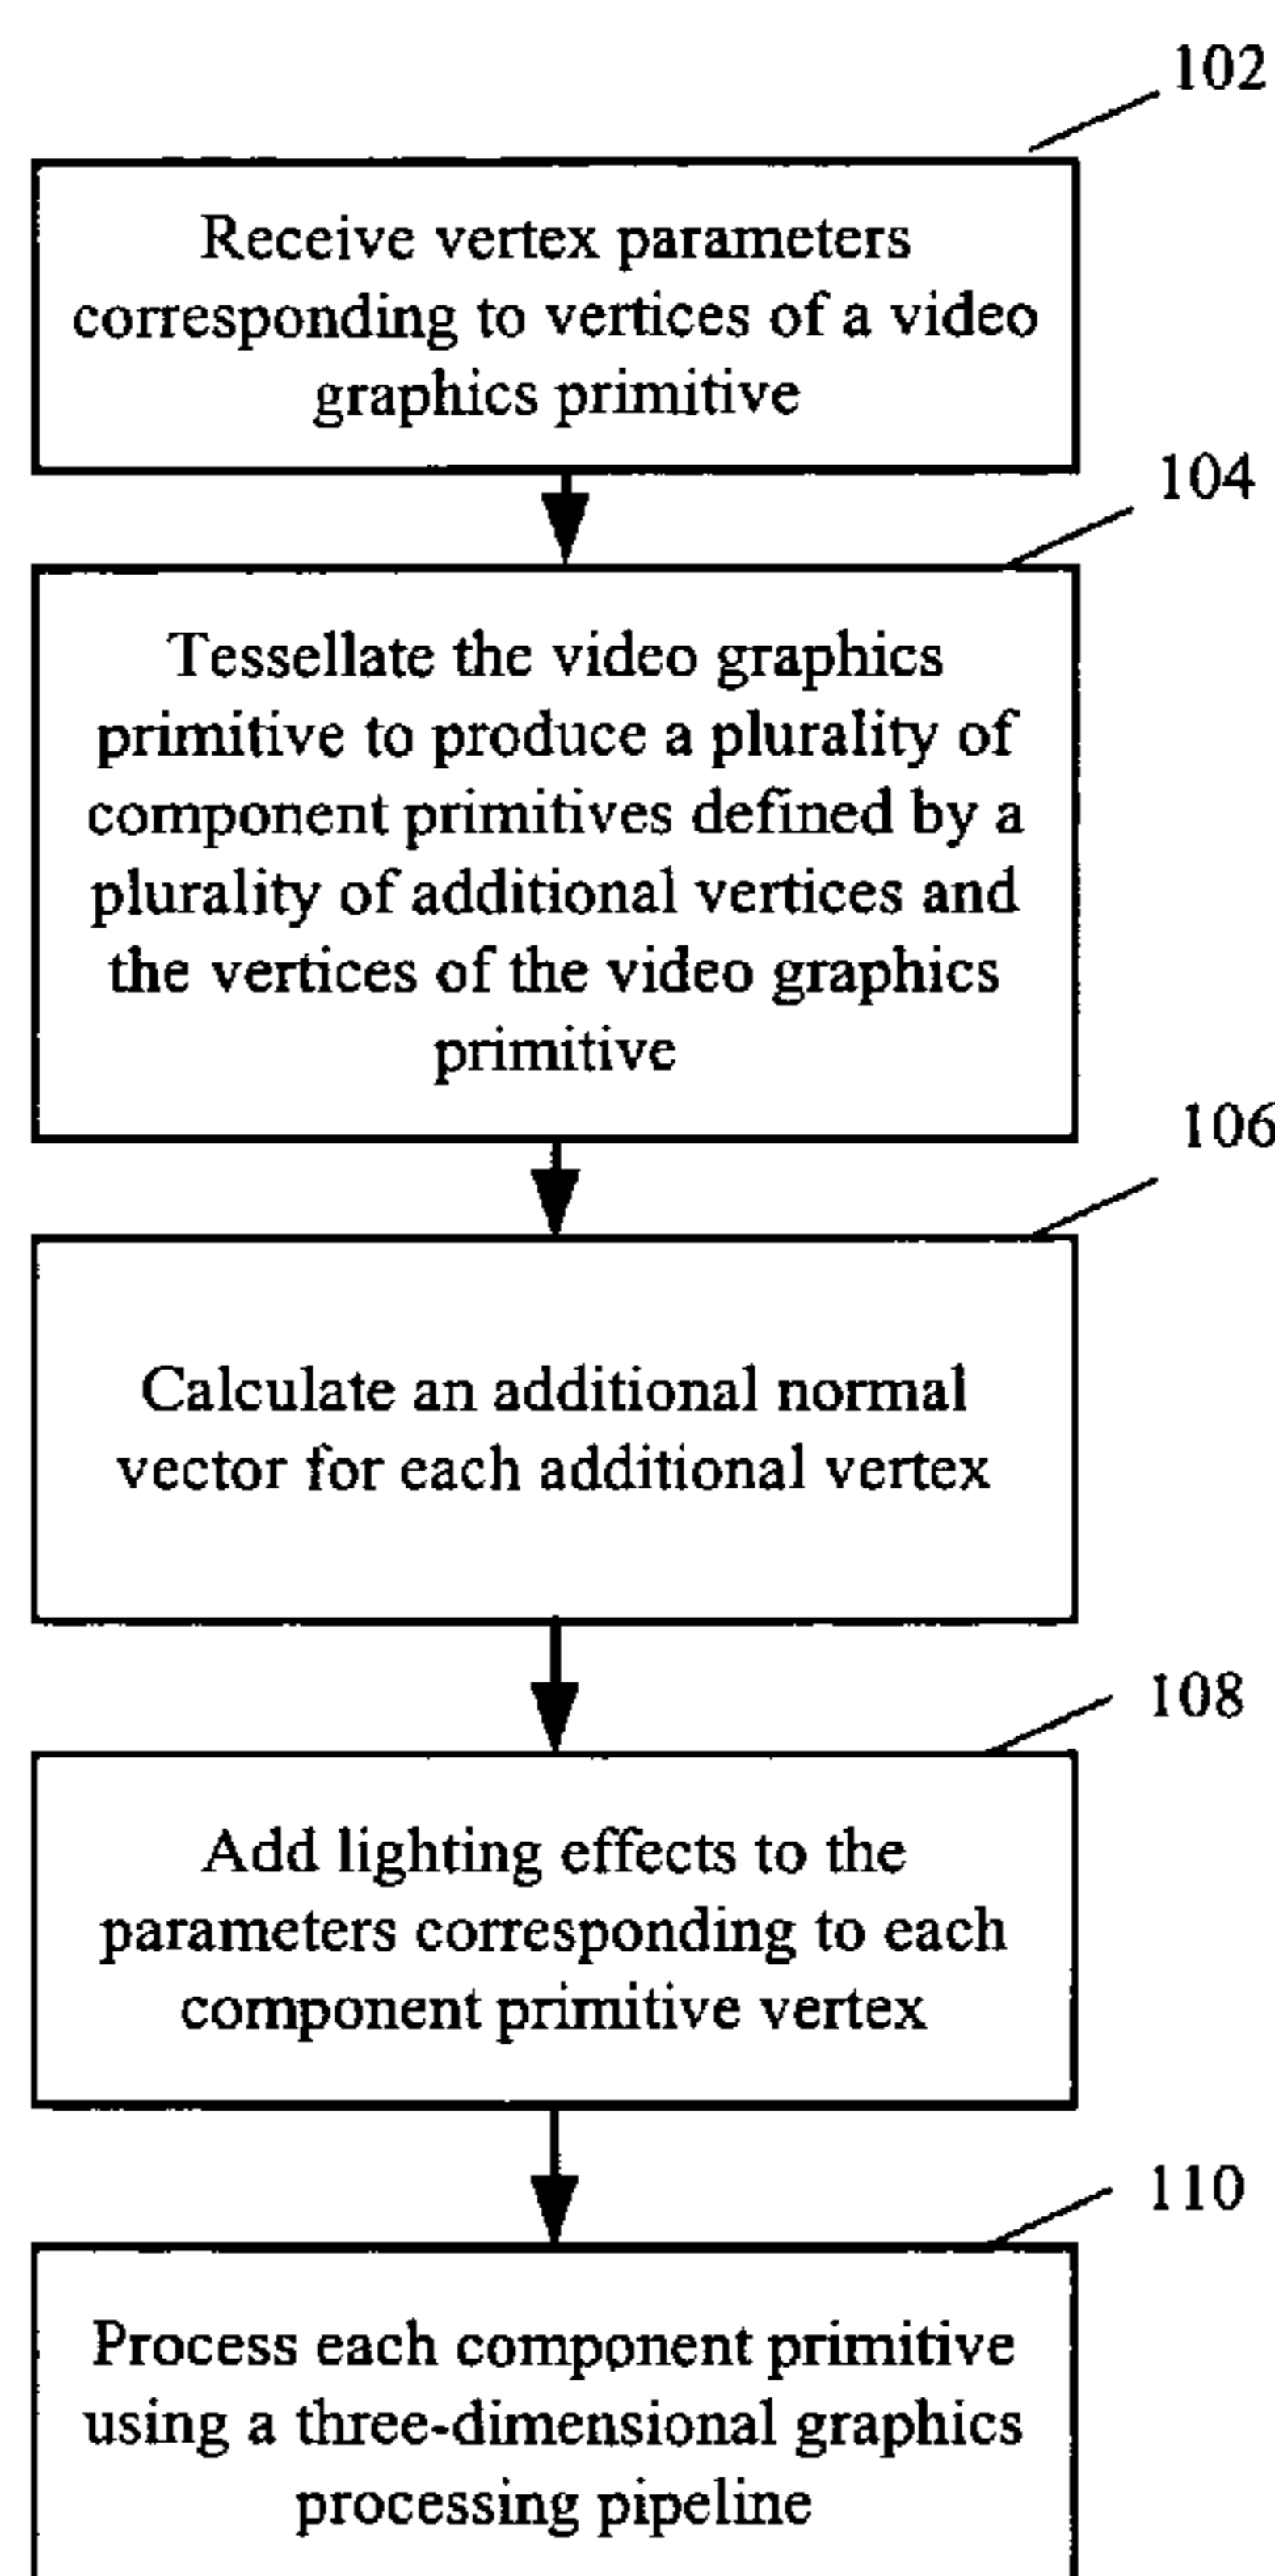 102
Receive vertex parameters
corresponding to vertices of a video
graphics primitive
104
Tessellate the video graphics
primitive to produce a plurality of
component primitives defined by a
plurality of additional vertices and
the vertices of the video graphics
primitive
106
Calculate an additional normal
vector for each additional vertex
108
Add lighting effects to the
parameters corresponding to each
component primitive vertex
110
Process each component primitive
using a three-dimensional graphics
processing pipeline